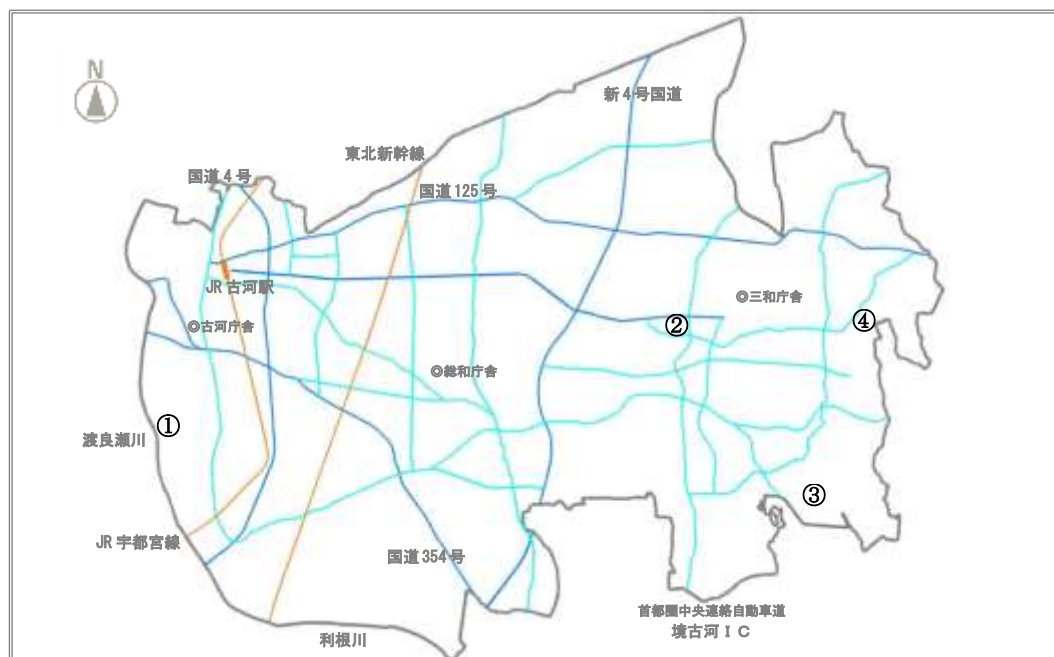 N
新4号国道
東北新幹線
国道4号
国道125号
JR古河駅
◎三和庁舎
◎古河庁舎
②
④
◎総和庁舎
①
渡良瀬川
③
JR宇都宮線
国道354号
首都圏中央連絡自動車道
境古河IC
利根川